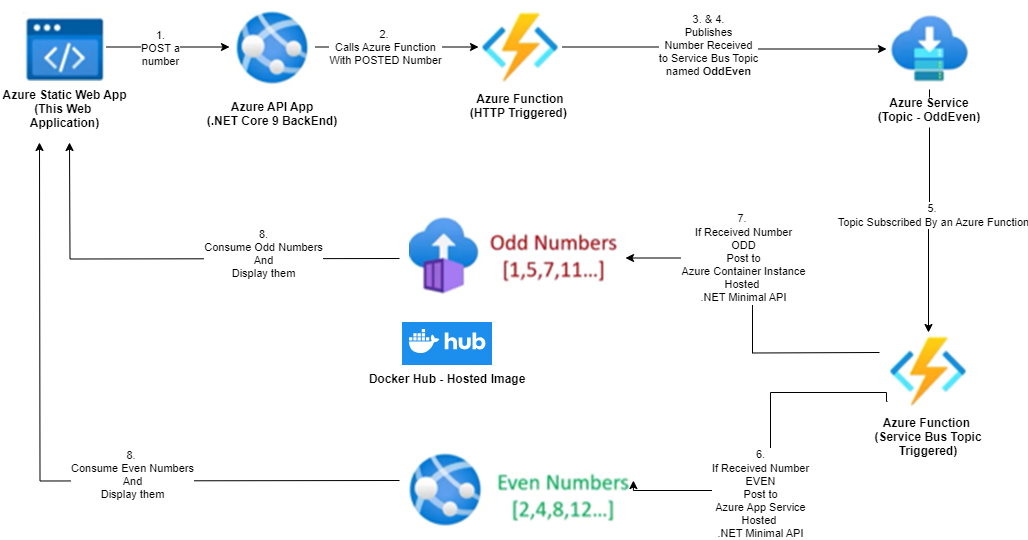 1.
POST a
number
2.
Calls Azure Function
With POSTED Number
3. & 4.
Publishes
Number Received
to Service Bus Topic
named OddEven
Azure Static Web App
(This Web
Application)
Azure API App
(.NET Core 9 BackEnd)
Azure Function
(HTTP Triggered)
Azure Service
(Topic - OddEven)
5.
Topic Subscribed By an Azure Function
7.
If Received Number
ODD
Post to
Azure Container Instance
Hosted
.NET Minimal API
8.
Consume Odd Numbers
And
Display them
Odd Numbers
[1,5,7,11...]
hub
Docker Hub - Hosted Image
Azure Function
(Service Bus Topic
Triggered)
6.
If Received Number
EVEN
Post to
Azure App Service
Hosted
.NET Minimal API
8.
Consume Even Numbers
And
Display them
Even Numbers
[2,4,8,12...]